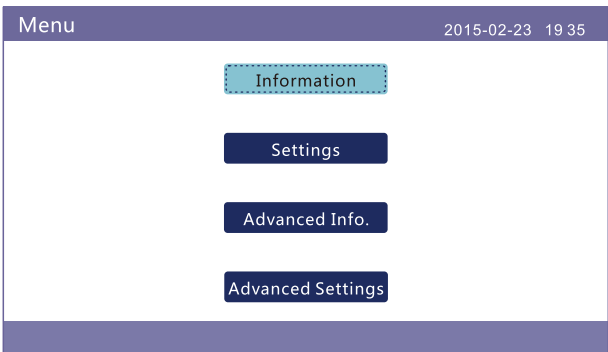 Menu
2015-02-23 19 35
Information
Settings
Advanced Info.
Advanced Settings